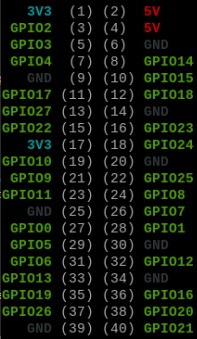 3V3 (1) (2) 5V
GPIO2 (3) (4) 5V
GPIO3 (5) (6) GND
GPIO4 (7) (8) GPIO14
GND (9) (10) GPIO15
GPIO17 (11) (12) GPIO18
GPIO27 (13) (14) GND
GPIO22 (15) (16) GPIO23
3V3 (17) (18) GPIO24
GPIO10 (19) (20) GND
GPIO9 (21) (22) GPIO25
GPIO11 (23) (24) GPIO8
GND (25) (26) GPIO7
GPIO0 (27) (28) GPIO1
GPIO5 (29) (30) GND
GPIO6 (31) (32) GPIO12
GPIO13 (33) (34) GND
GPIO19 (35) (36) GPIO16
GPIO26 (37) (38) GPIO20
GND (39) (40) GPIO21